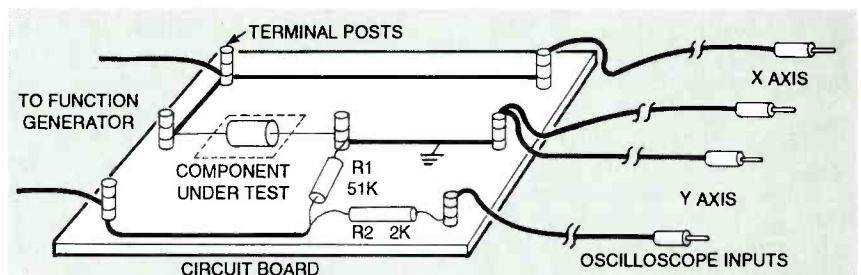 TERMINAL POSTS
X AXIS
TO FUNCTION
GENERATOR
COMPONENT
UNDER TEST
R1
51K
Y AXIS
R2 2K
OSCILLOSCOPE INPUTS
CIRCUIT BOARD